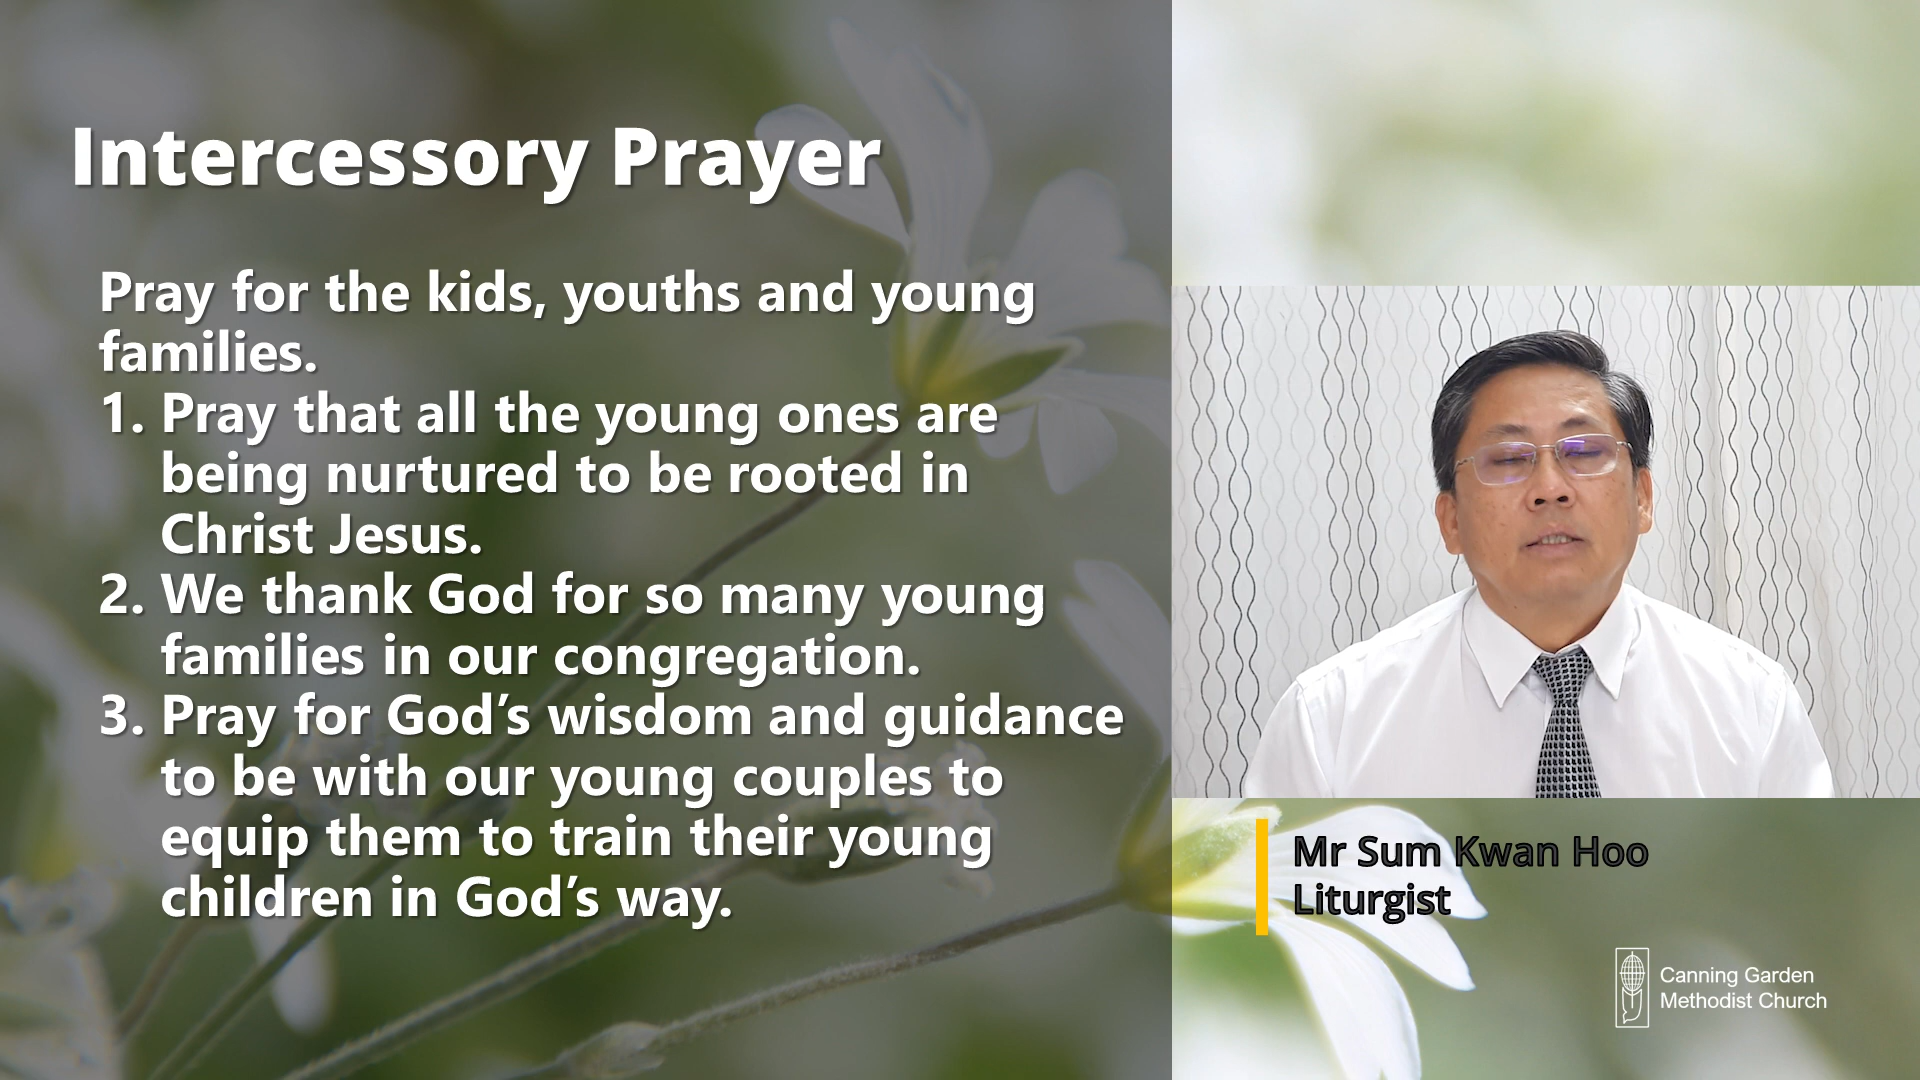 Intercessory Prayer
Pray for the kids, youths and young
families.
1. Pray that all the young ones are
being nurtured to be rooted in
Christ Jesus.
2. We thank God for so many young
families in our congregation.
3. Pray for God’s wisdom and guidance
to be with our young couples to
equip them to train their young
children in God’s way.
Mr Sum Kwan Hoo
Liturgist
Canning Garden
Methodist Church